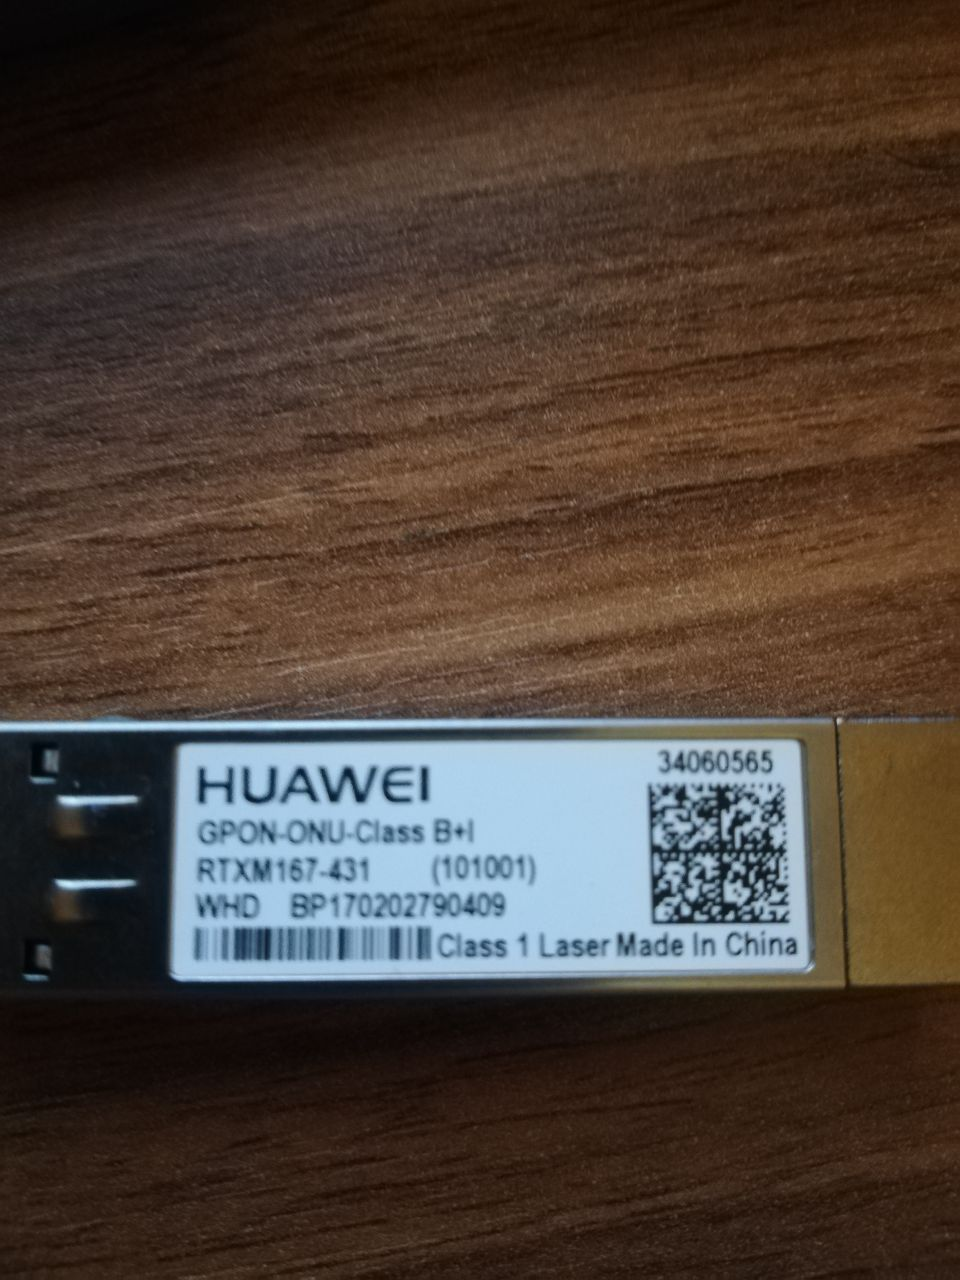 HUAWEI
34060565
GPON-ONU-Class B+I
RTXM167-431 (101001)
WHD BP170202790409
Class 1 Laser Made In China